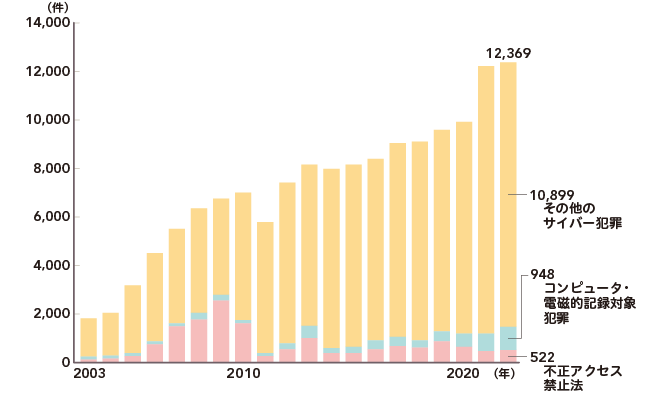 （件）
14,000
12,000
10,000
8,000
6,000
4,000
2,000
0
12,369
10,899
その他の
サイバー犯罪
948
コンピュータ・
電磁的記録対象
犯罪
522
不正アクセス
禁止法
2003
2010
2020
（年）